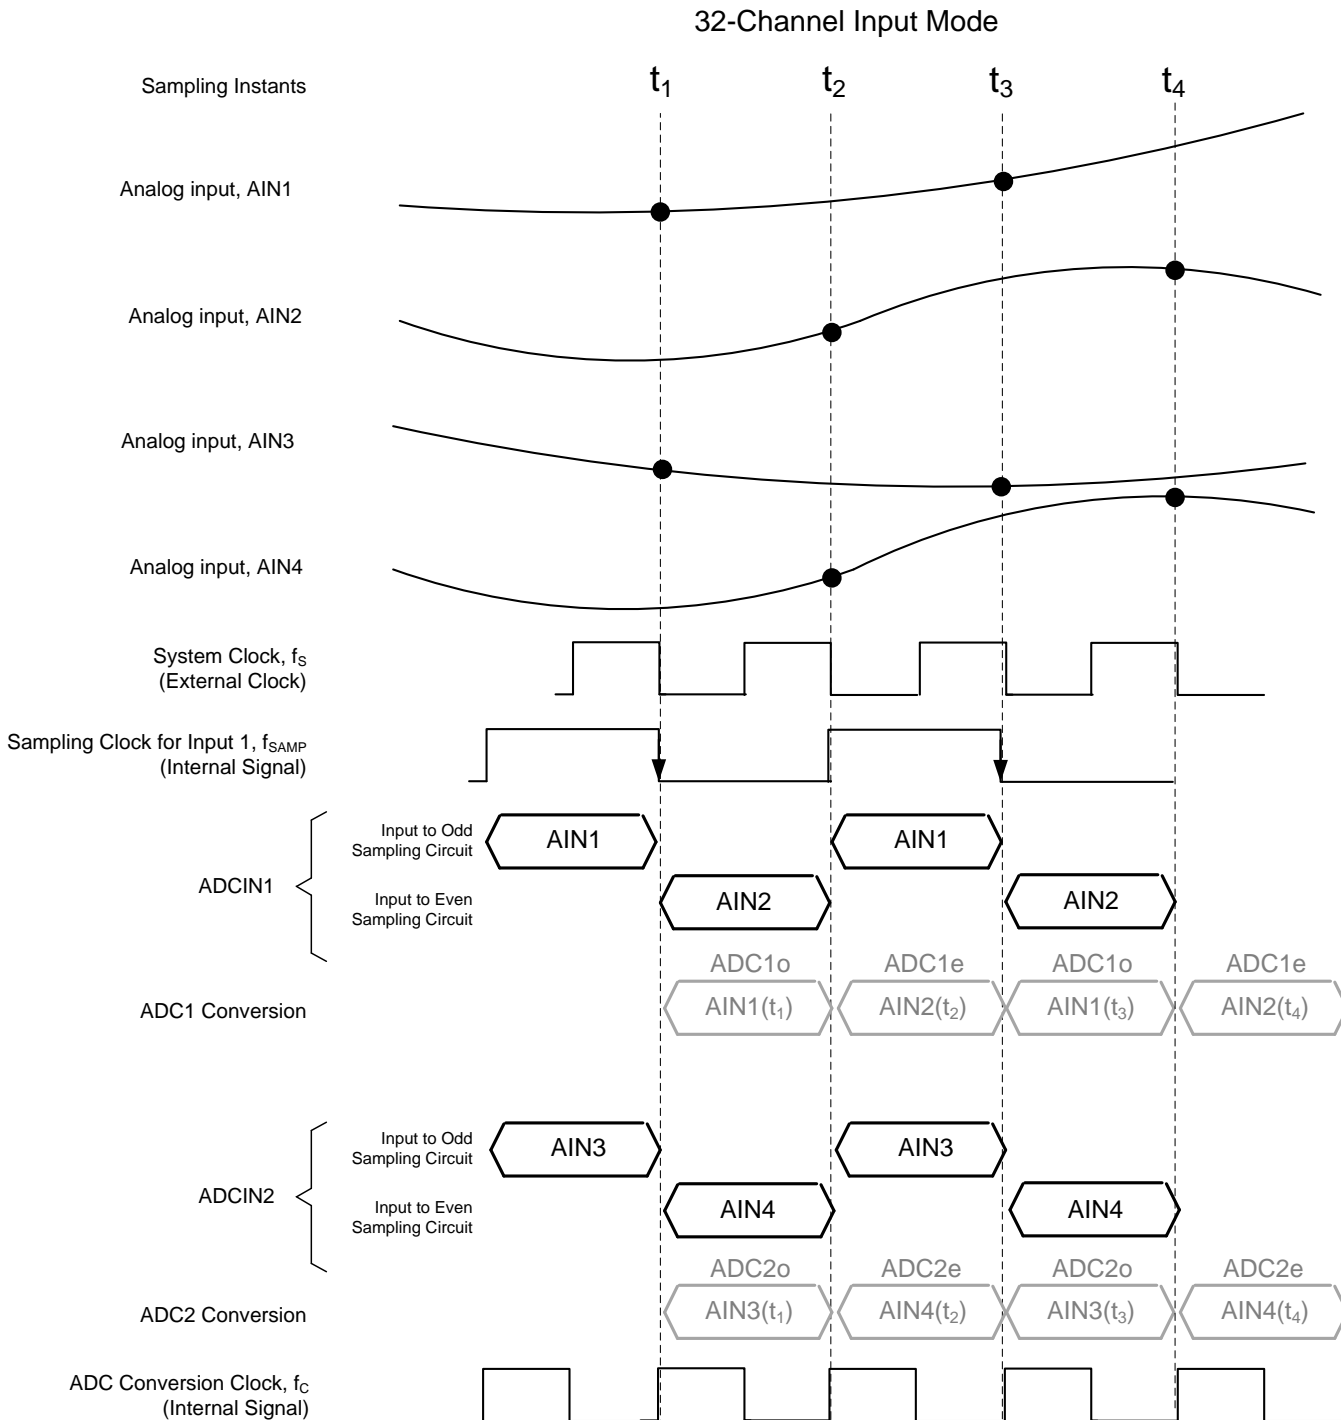 32-Channel Input Mode
Sampling Instants
t1 t2 t3 t4
Analog input, AIN1
Analog input, AIN2
Analog input, AIN3
Analog input, AIN4
System Clock, fS
(External Clock)
Sampling Clock for Input 1, fSAMP
(Internal Signal)
ADCIN1
Input to Odd
Sampling Circuit
AIN1 AIN1
Input to Even
Sampling Circuit
AIN2 AIN2
ADC1o ADC1e ADC1o ADC1e
ADC1 Conversion
AIN1(t1) AIN2(t2) AIN1(t3) AIN2(t4)
ADCIN2
Input to Odd
Sampling Circuit
AIN3 AIN3
Input to Even
Sampling Circuit
AIN4 AIN4
ADC2o ADC2e ADC2o ADC2e
ADC2 Conversion
AIN3(t1) AIN4(t2) AIN3(t3) AIN4(t4)
ADC Conversion Clock, fC
(Internal Signal)